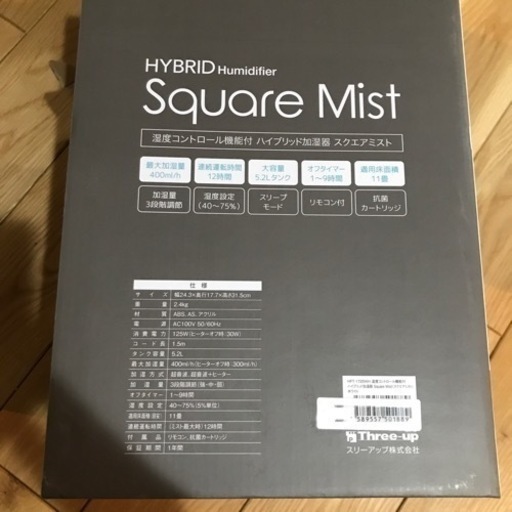 HYBRID Humidifier
Square Mist
湿度コントロール機能付 ハイブリッド加湿器 スクエアミスト
最大加湿量 400ml/h
連続運転時間 12時間
大容量 5.2Lタンク
オフタイマー 1〜9時間
適用床面積 11畳
加湿量 3段階調節
湿度設定 (40〜75%)
スリープ モード
リモコン付
抗菌 カートリッジ
仕様
サイズ 幅24.3×奥行17.7×高さ31.5cm
重量 2.4kg
材質 ABS、AS、アクリル
電源 AC100V 50/60Hz
消費電力 125W(ヒーターオフ時/30W)
コード長 1.5m
タンク容量 5.2L
最大加湿量 400ml/h(ヒーターオフ時 300ml/h)
加湿方式 超音波、超音波+ヒーター
加湿量 3段階調節(強・中・弱)
オフタイマー 1〜9時間
湿度設定 40〜75%(5%単位)
適用床面積(目安) 11畳
連続運転時間 (ミスト最大時)12時間
付属品 リモコン、抗菌カートリッジ
保証期間 1年間
4589557501889
Three-up
スリーアップ株式会社